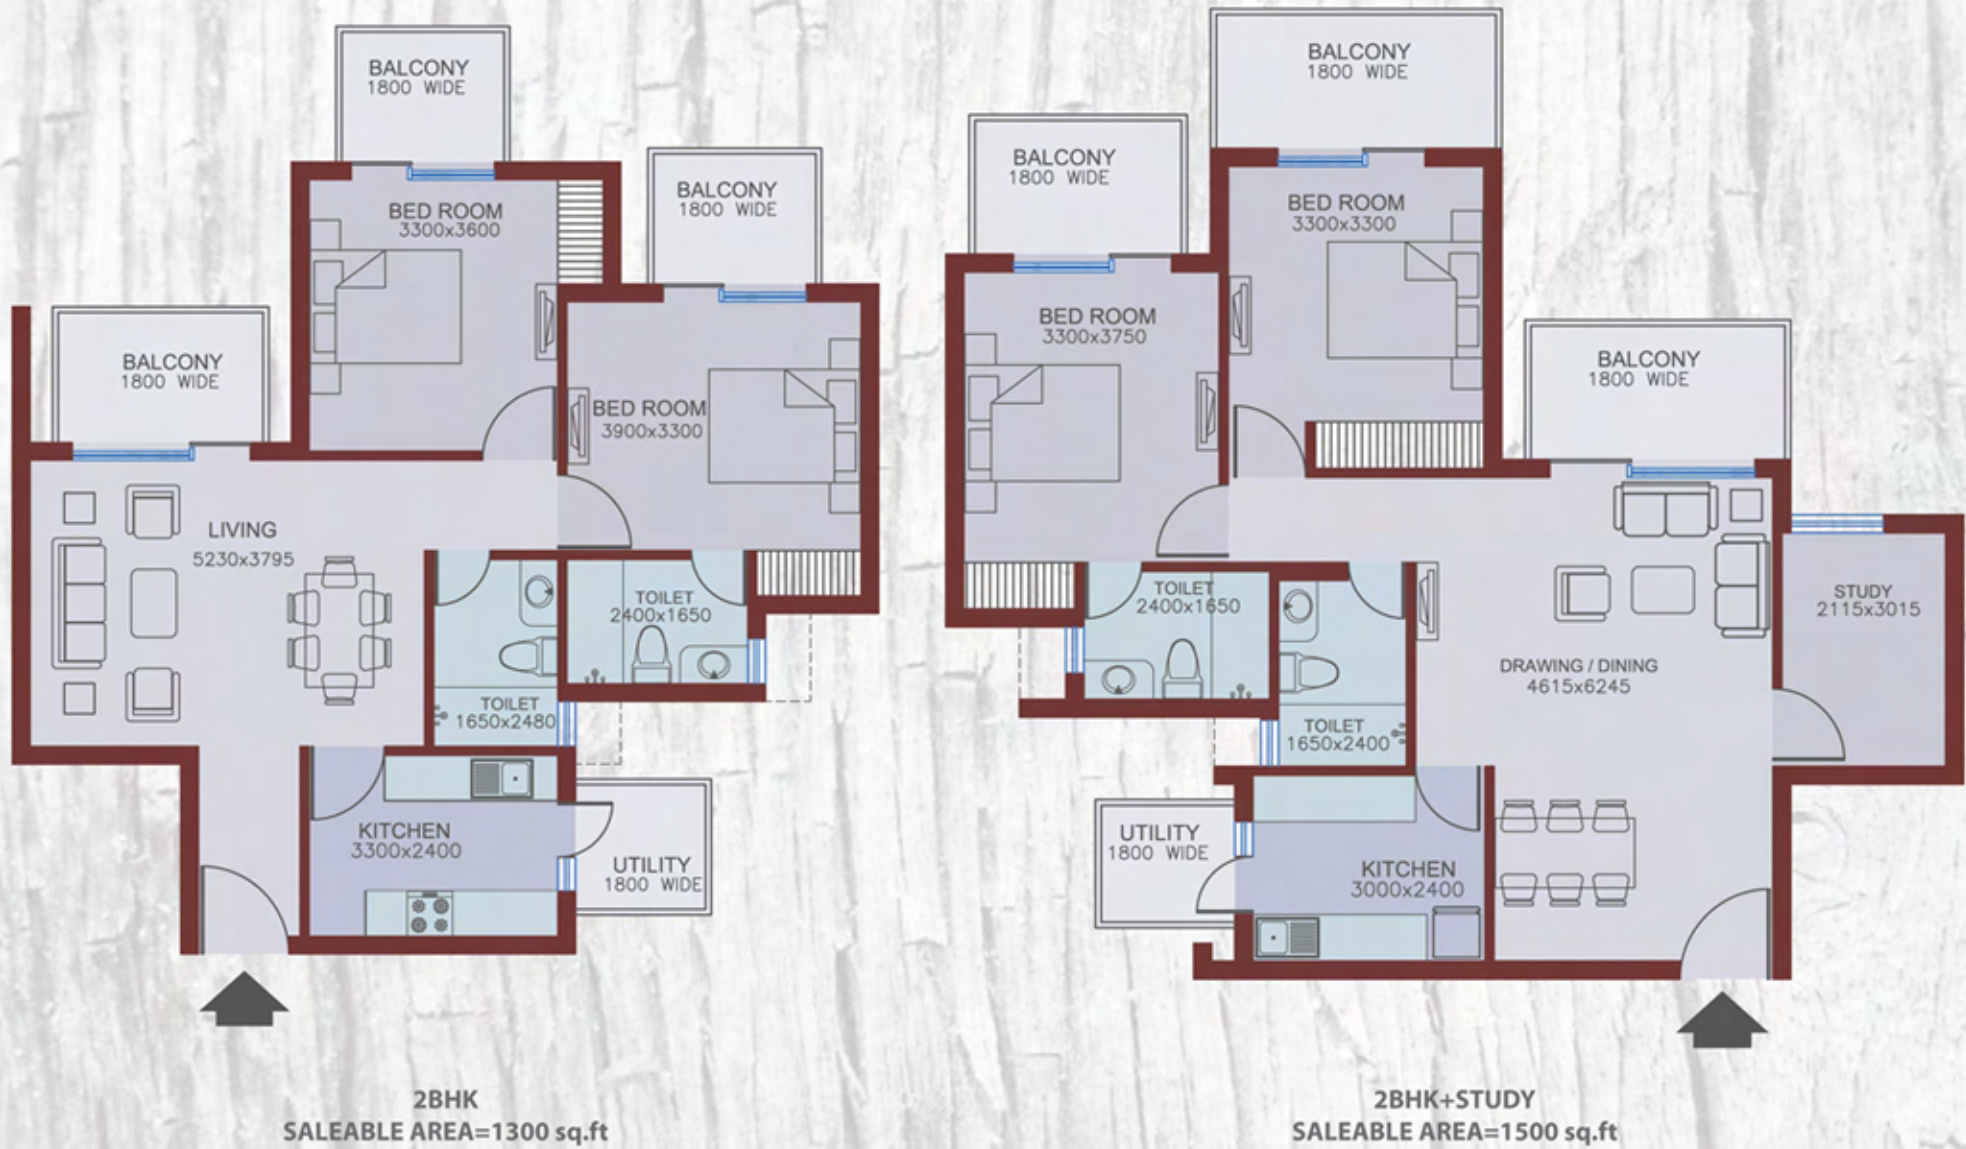 BALCONY
1800 WIDE
BED ROOM
3300x3600
BALCONY
1800 WIDE
BALCONY
1800 WIDE
BED ROOM
3900x3300
LIVING
5230x3795
TOILET
2400x1650
TOILET
1650x2480
KITCHEN
3300x2400
UTILITY
1800 WIDE
2BHK
SALEABLE AREA=1300 sq.ft
BALCONY
1800 WIDE
BALCONY
1800 WIDE
BED ROOM
3300x3300
BED ROOM
3300x3750
BALCONY
1800 WIDE
STUDY
2115x3015
TOILET
2400x1650
DRAWING / DINING
4615x6245
TOILET
1650x2400
UTILITY
1800 WIDE
KITCHEN
3000x2400
2BHK+STUDY
SALEABLE AREA=1500 sq.ft